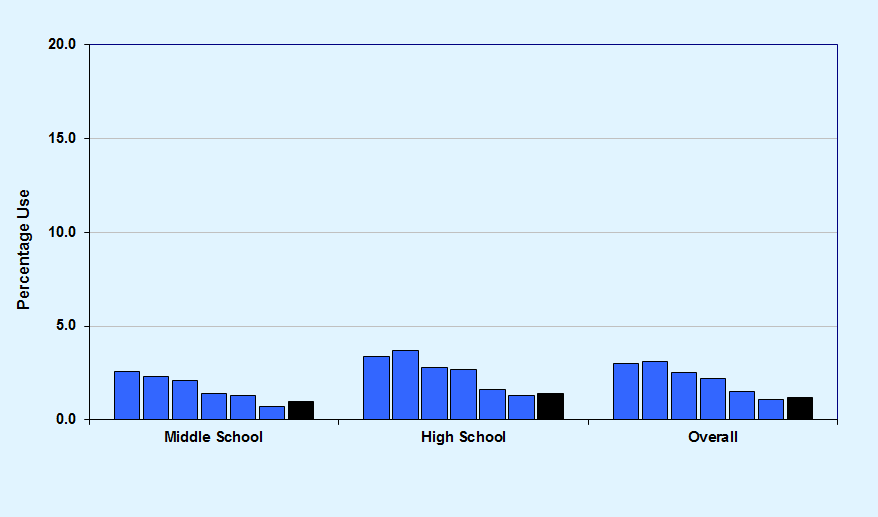 20.0
15.0
10.0
5.0
0.0
Percentage Use
Middle School
High School
Overall